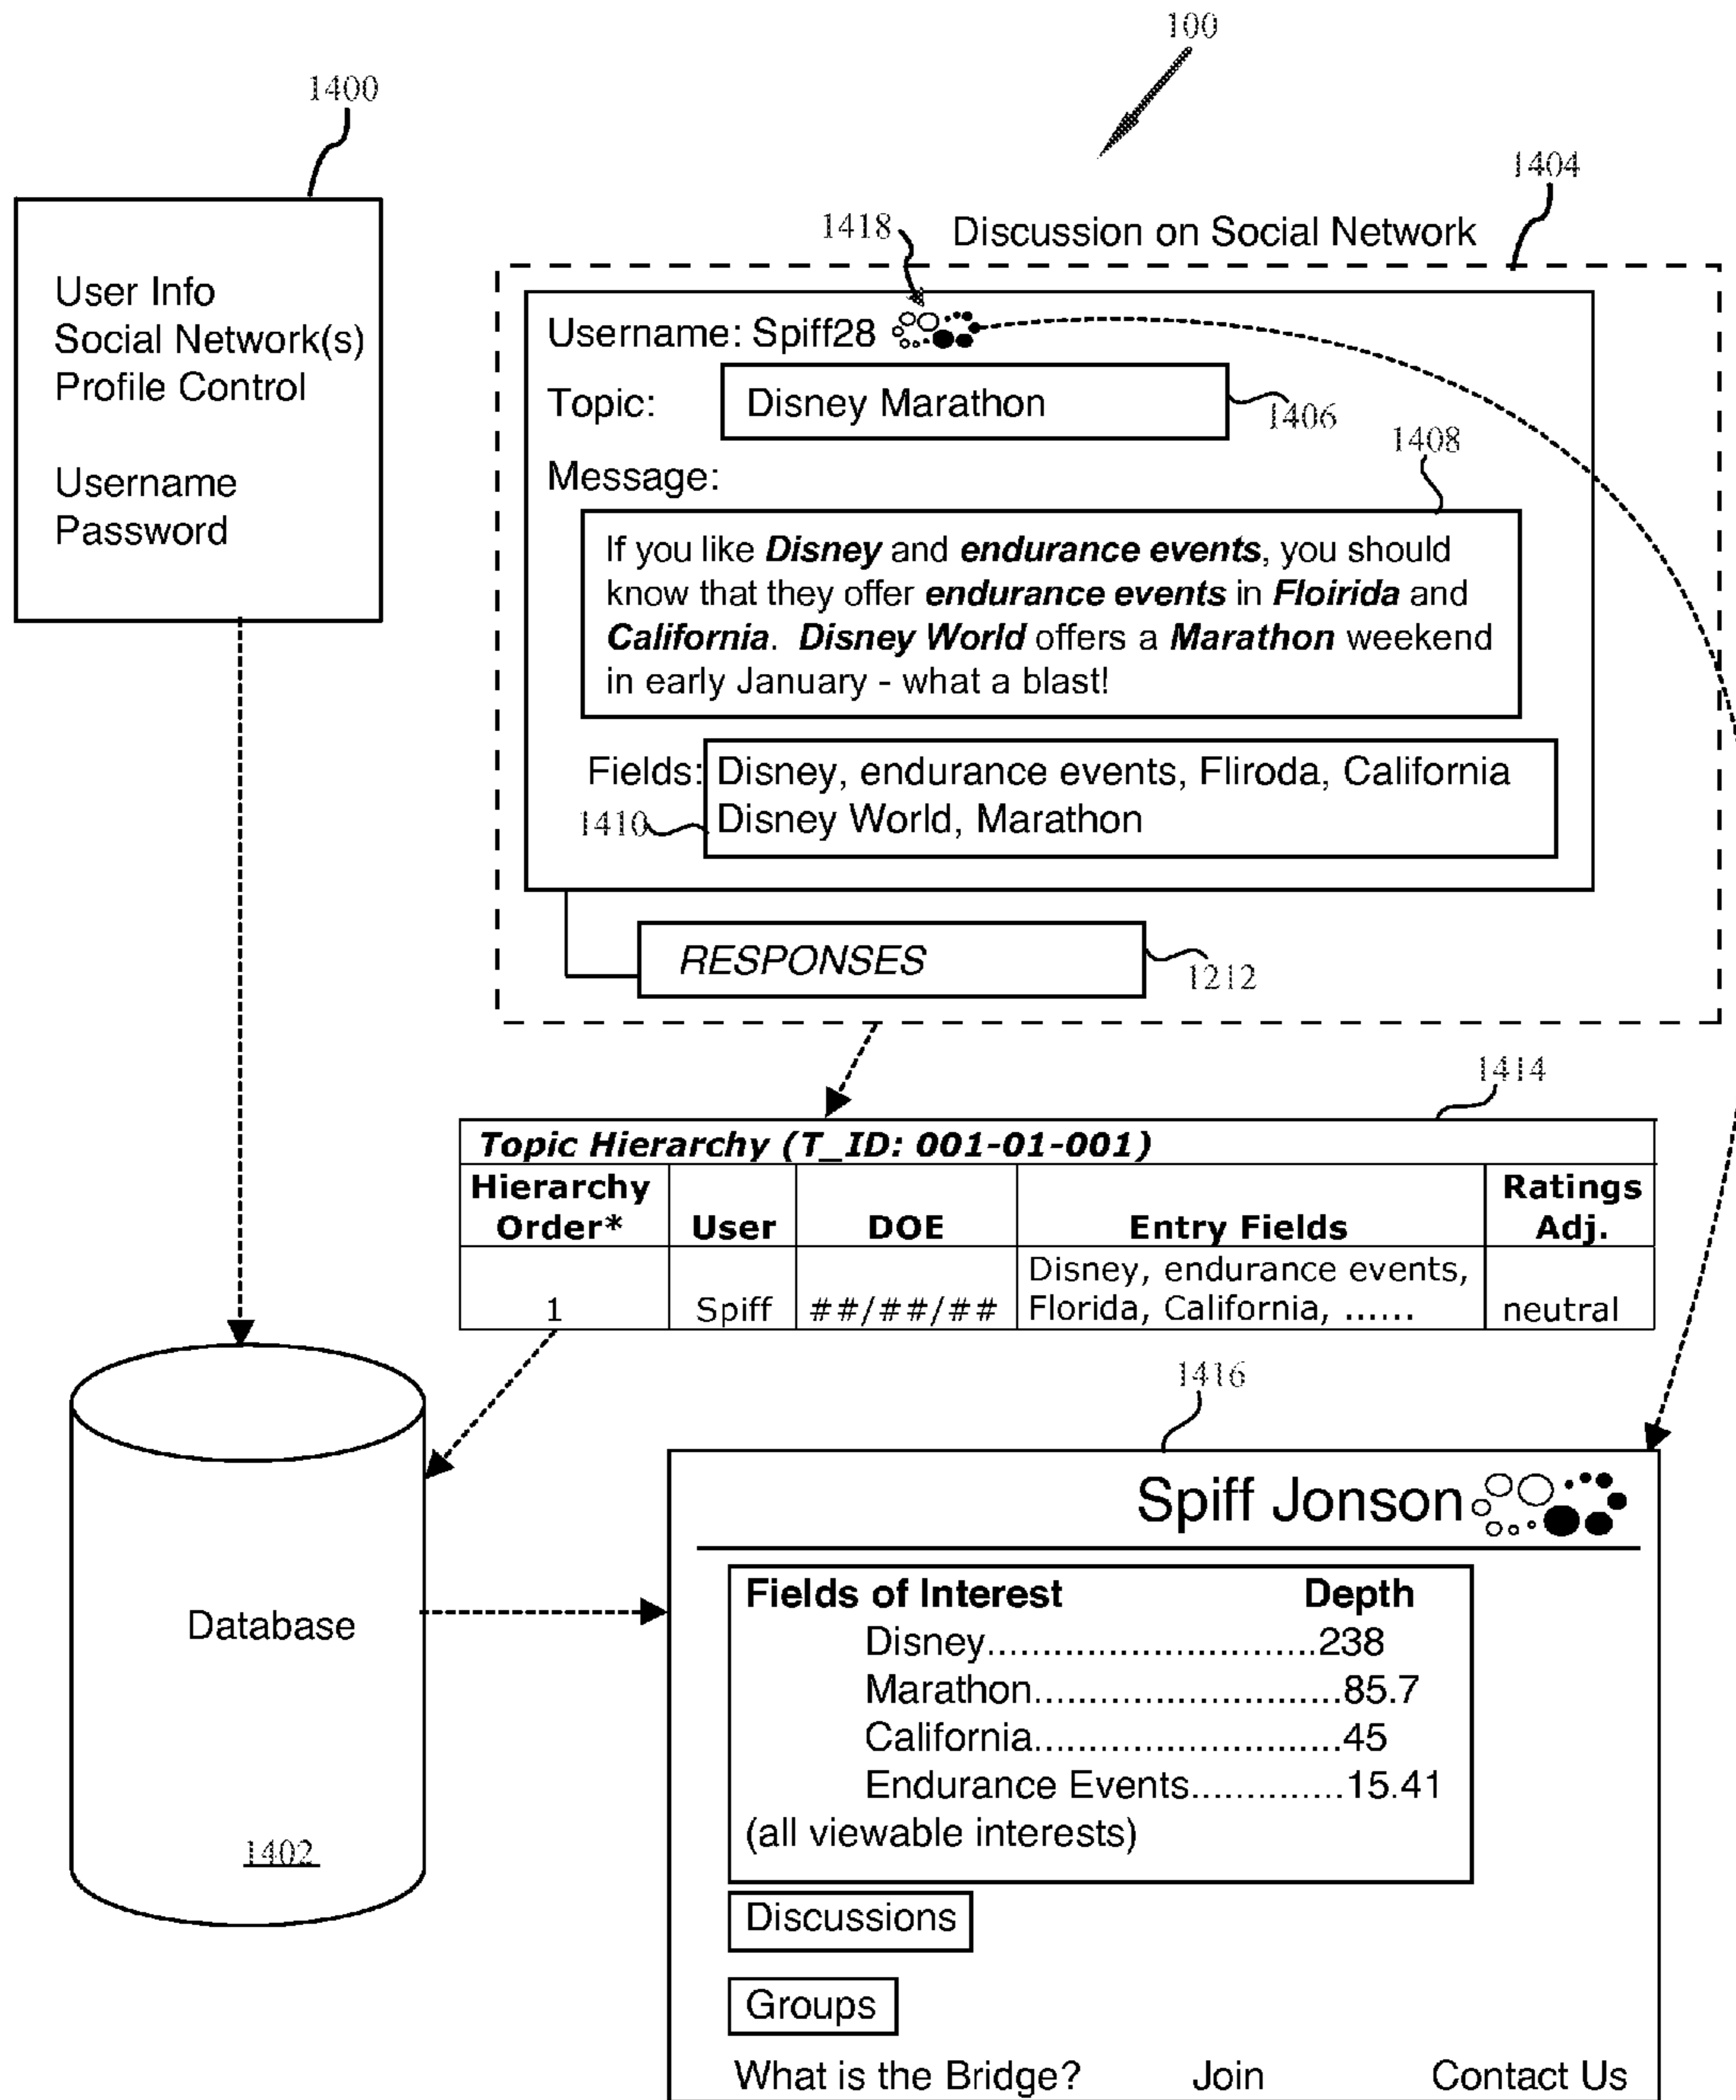 100
1400
1404
1418
Discussion on Social Network
User Info
Social Network(s)
Profile Control
Username
Password
Username: Spiff28
Topic:
Disney Marathon
1406
1408
Message:
If you like Disney and endurance events, you should
know that they offer endurance events in Floirida and
California. Disney World offers a Marathon weekend
in early January - what a blast!
Fields:
Disney, endurance events, Fliroda, California
Disney World, Marathon
1410
RESPONSES
1212
1414
Topic Hierarchy (T_ID: 001-01-001)
Hierarchy
Order*
User
DOE
Entry Fields
Ratings
Adj.
1
Spiff
##/##/##
Disney, endurance events,
Florida, California, ......
neutral
1416
Database
1402
Spiff Jonson
Fields of Interest Depth
Disney..............................238
Marathon............................85.7
California............................45
Endurance Events..............15.41
(all viewable interests)
Discussions
Groups
What is the Bridge? Join Contact Us